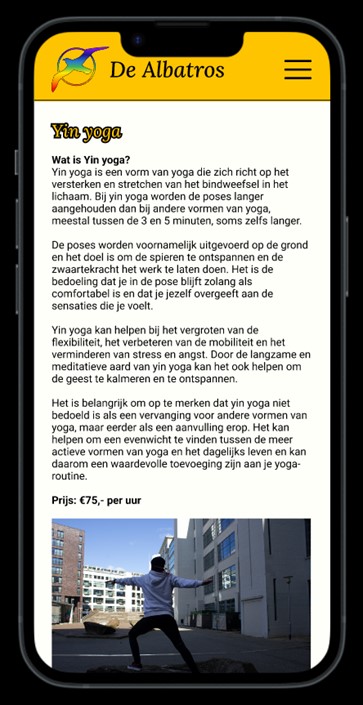 De Albatros
Yin yoga
Wat is Yin yoga?
Yin yoga is een vorm van yoga die zich richt op het
versterken en stretchen van het bindweefsel in het
lichaam. Bij yin yoga worden de poses langer
aangehouden dan bij andere vormen van yoga,
meestal tussen de 3 en 5 minuten, soms zelfs langer.
De poses worden voornamelijk uitgevoerd op de grond
en het doel is om de spieren te ontspannen en de
zwaartekracht het werk te laten doen. Het is de
bedoeling dat je in de pose blijft zolang als
comfortabel is en dat je jezelf overgeeft aan de
sensaties die je voelt.
Yin yoga kan helpen bij het vergroten van de
flexibiliteit, het verbeteren van de mobiliteit en het
verminderen van stress en angst. Door de langzame en
meditatieve aard van yin yoga kan het ook helpen om
de geest te kalmeren en te ontspannen.
Het is belangrijk om op te merken dat yin yoga niet
bedoeld is als een vervanging voor andere vormen van
yoga, maar eerder als een aanvulling erop. Het kan
helpen om een evenwicht te vinden tussen de meer
actieve vormen van yoga en het dagelijks leven en kan
daarom een waardevolle toevoeging zijn aan je yoga-
routine.
Prijs: €75,- per uur